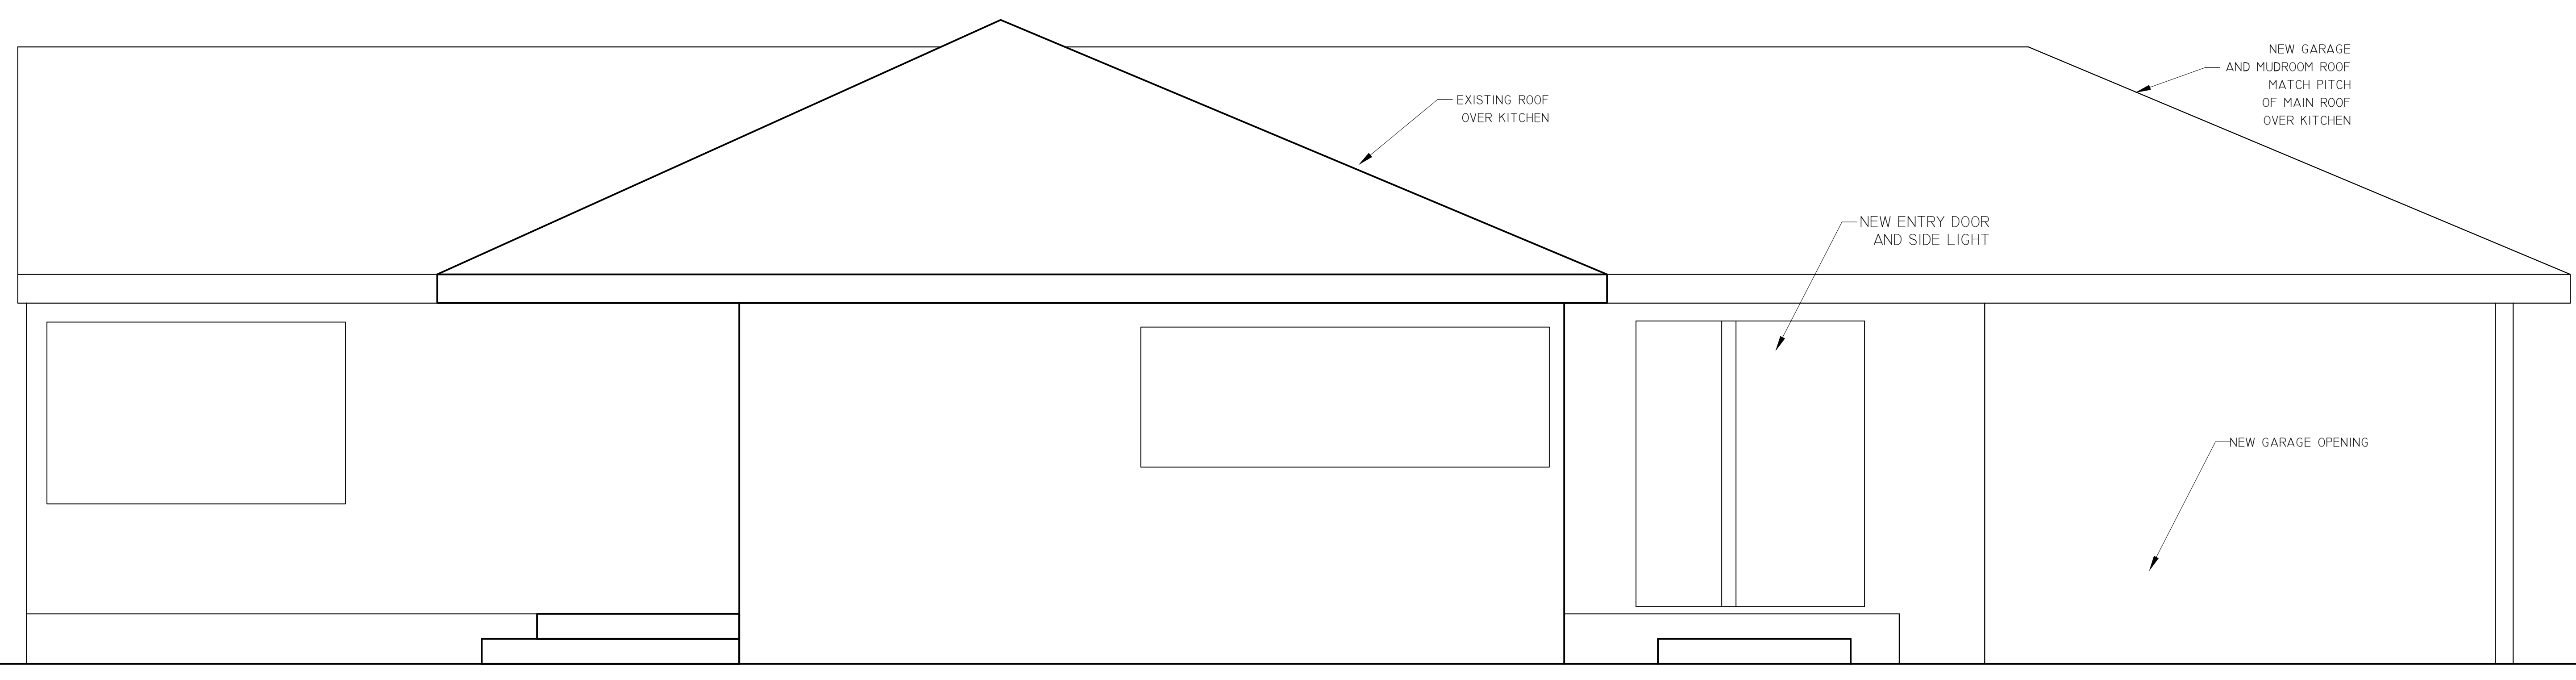 NEW GARAGE
AND MUDROOM ROOF
MATCH PITCH
OF MAIN ROOF
OVER KITCHEN
EXISTING ROOF
OVER KITCHEN
NEW ENTRY DOOR
AND SIDE LIGHT
NEW GARAGE OPENING